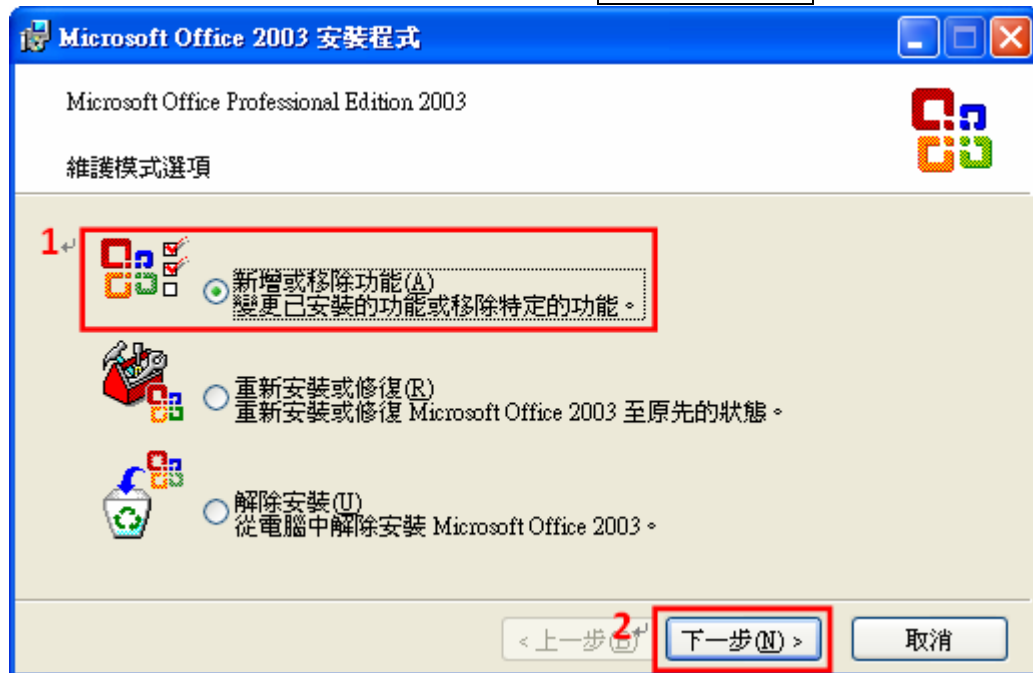 Microsoft Office 2003 安裝程式
Microsoft Office Professional Edition 2003
維護模式選項
1
新增或移除功能(A)
變更已安裝的功能或移除特定的功能。
重新安裝或修復(R)
重新安裝或修復 Microsoft Office 2003 至原先的狀態。
解除安裝(U)
從電腦中解除安裝 Microsoft Office 2003。
2
<上一步(B)
下一步(N) >
取消